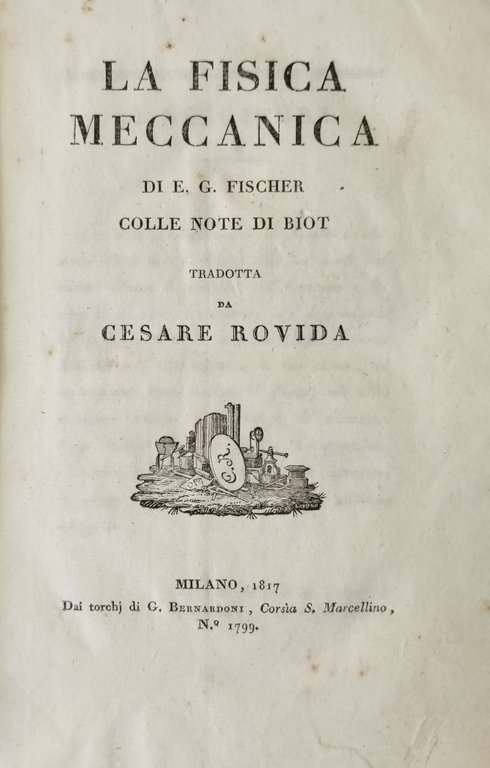 LA FISICA
MECCANICA
DI E. G. FISCHER
COLLE NOTE DI BIOT
TRADOTTA
DA
CESARE ROVIDA
C.R.
MILANO, 1817
Dai torchj di G. BERNARDONI, Corsìa S. Marcellino,
N.º 1799.